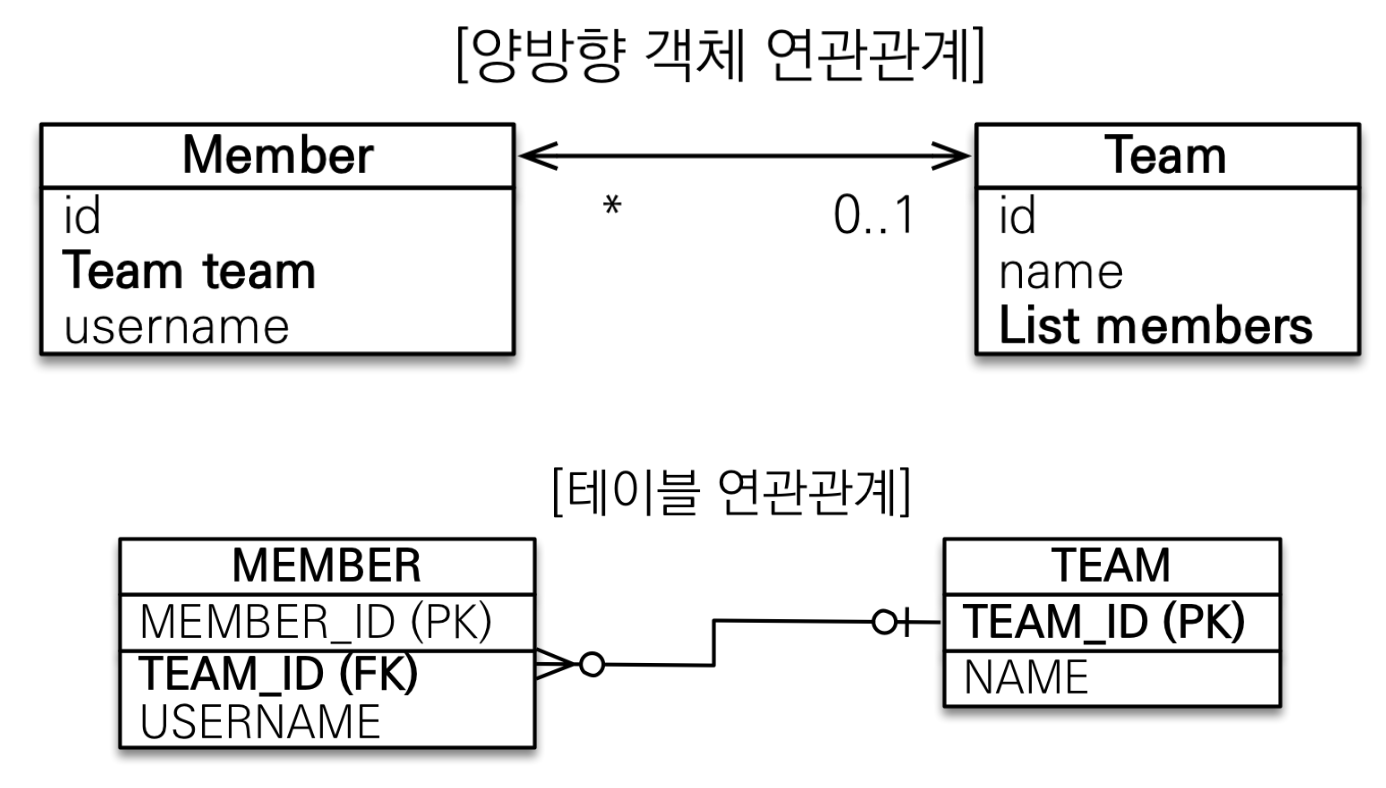 [양방향 객체 연관관계]
Member
id
Team team
username
*
0..1
Team
id
name
List members
[테이블 연관관계]
MEMBER
MEMBER_ID (PK)
TEAM_ID (FK)
USERNAME
TEAM
TEAM_ID (PK)
NAME